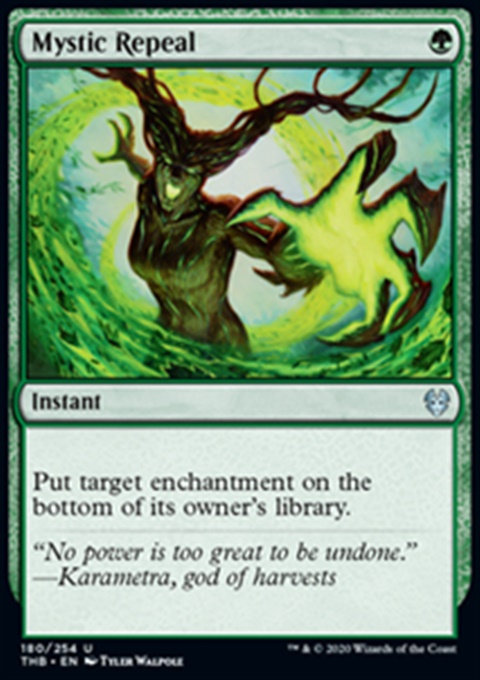 Mystic Repeal
Instant
Put target enchantment on the
bottom of its owner's library.
"No power is too great to be undone."
—Karametra, god of harvests
180/254 U
THB • EN Tyler Walpole
™ & © 2020 Wizards of the Coast